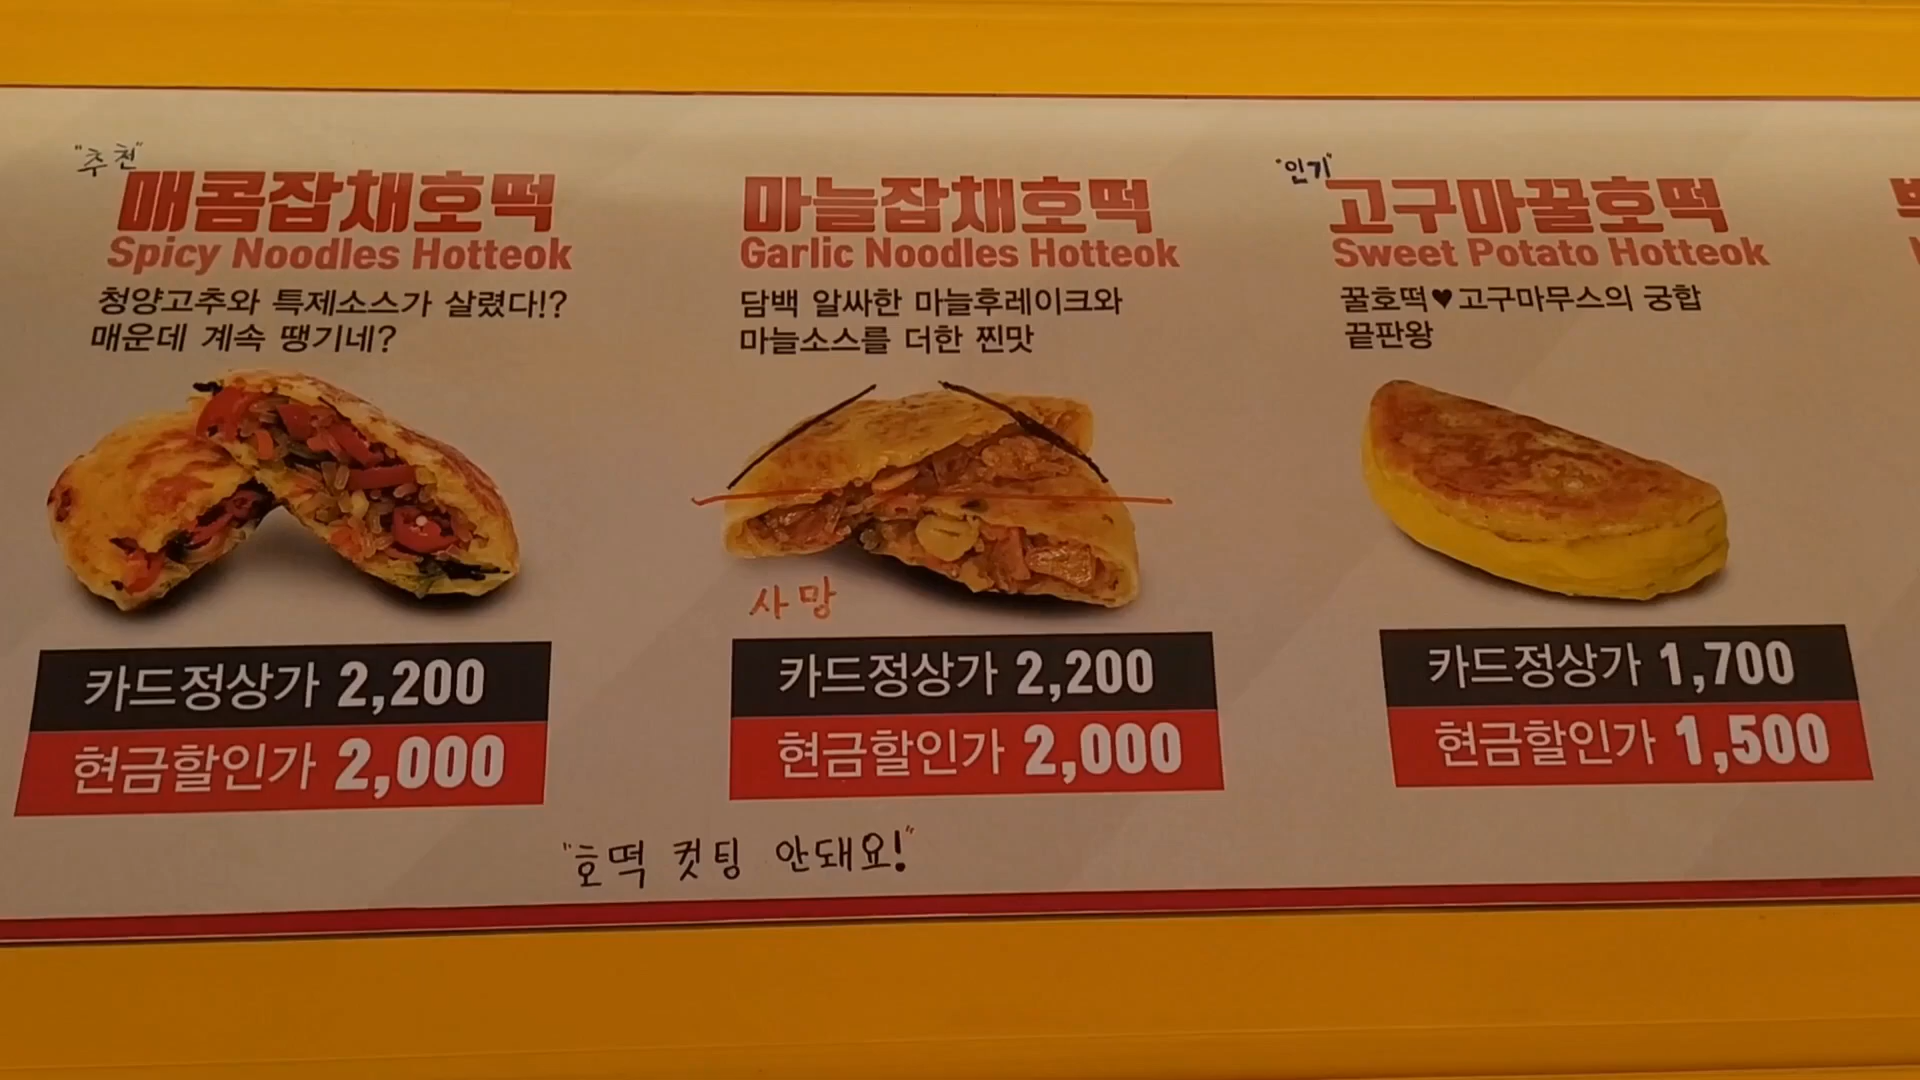 "추천"
매콤잡채호떡
Spicy Noodles Hotteok
청양고추와 특제소스가 살렸다!?
매운데 계속 땡기네?
카드정상가 2,200
현금할인가 2,000
마늘잡채호떡
Garlic Noodles Hotteok
담백 알싸한 마늘후레이크와
마늘소스를 더한 찐맛
사망
카드정상가 2,200
현금할인가 2,000
"인기"
고구마꿀호떡
Sweet Potato Hotteok
꿀호떡♥고구마무스의 궁합
끝판왕
카드정상가 1,700
현금할인가 1,500
"호떡 컷팅 안돼요!"